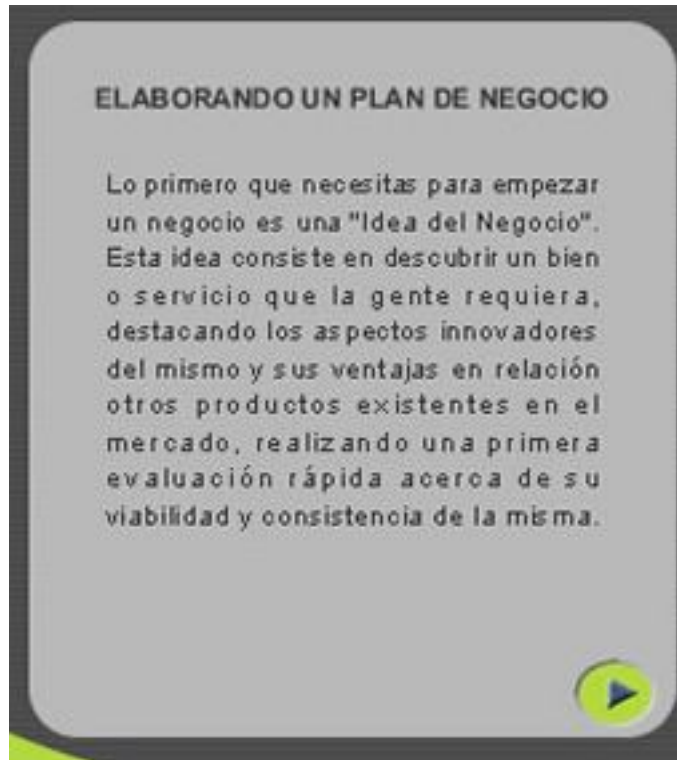 ELABORANDO UN PLAN DE NEGOCIO
Lo primero que necesitas para empezar
un negocio es una "Idea del Negocio".
Esta idea consiste en descubrir un bien
o servicio que la gente requiera,
destacando los aspectos innovadores
del mismo y sus ventajas en relación
otros productos existentes en el
mercado, realizando una primera
evaluación rápida acerca de su
viabilidad y consistencia de la misma.